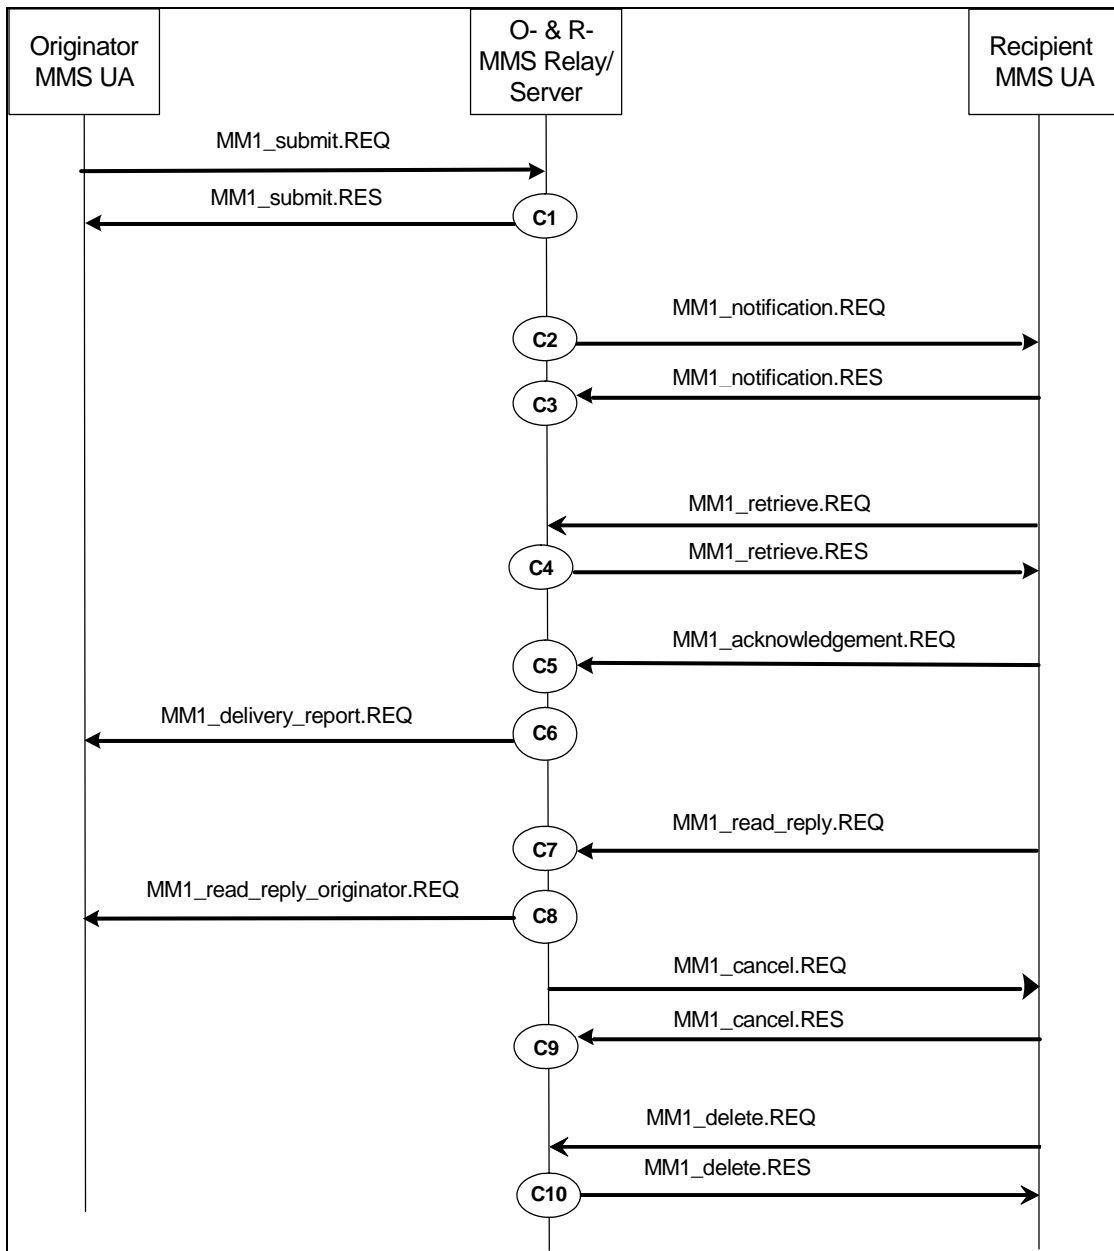 Originator
MMS UA
O- & R-
MMS Relay/
Server
Recipient
MMS UA
MM1_submit.REQ
MM1_submit.RES
C1
MM1_notification.REQ
C2
MM1_notification.RES
C3
MM1_retrieve.REQ
MM1_retrieve.RES
C4
MM1_acknowledgement.REQ
C5
MM1_delivery_report.REQ
C6
MM1_read_reply.REQ
C7
MM1_read_reply_originator.REQ
C8
MM1_cancel.REQ
MM1_cancel.RES
C9
MM1_delete.REQ
MM1_delete.RES
C10